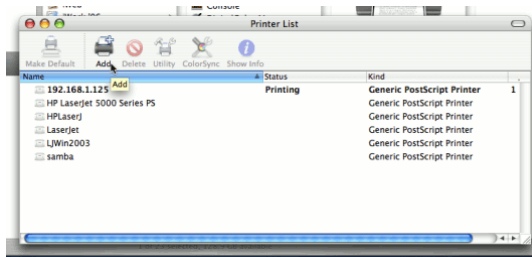 Console
Printer List
Make Default Add Delete Utility ColorSync Show Info
Add
Name Status Kind
192.168.1.125 Printing Generic PostScript Printer 1
HP LaserJet 5000 Series PS Generic PostScript Printer
HPLaserJ Generic PostScript Printer
LaserJet Generic PostScript Printer
LJWin2003 Generic PostScript Printer
samba Generic PostScript Printer